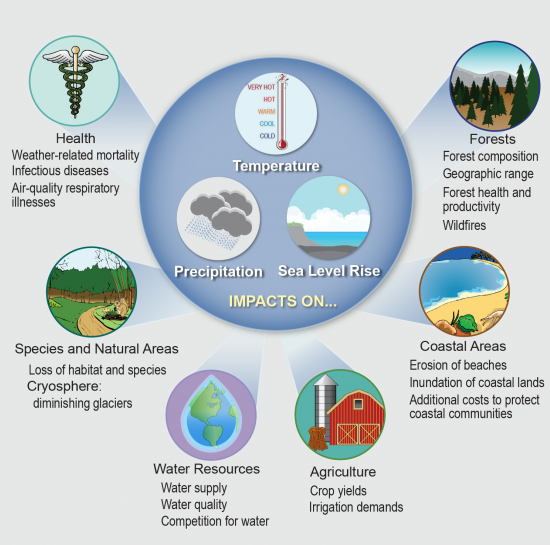 VERY HOT
HOT
WARM
COOL
COLD
Temperature
Precipitation
Sea Level Rise
IMPACTS ON...
Health
Weather-related mortality
Infectious diseases
Air-quality respiratory
illnesses
Forests
Forest composition
Geographic range
Forest health and
productivity
Wildfires
Species and Natural Areas
Loss of habitat and species
Cryosphere:
diminishing glaciers
Coastal Areas
Erosion of beaches
Inundation of coastal lands
Additional costs to protect
coastal communities
Water Resources
Water supply
Water quality
Competition for water
Agriculture
Crop yields
Irrigation demands